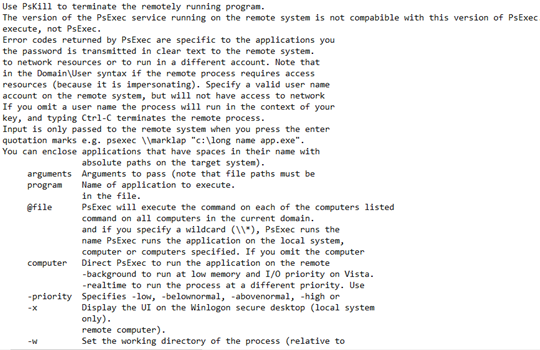 Use PsKill to terminate the remotely running program.
The version of the PsExec service running on the remote system is not compabible with this version of PsExec
execute, not PsExec.
Error codes returned by PsExec are specific to the applications you
the password is transmitted in clear text to the remote system.
to network resources or to run in a different account. Note that
in the Domain\User syntax if the remote process requires access
resources (because it is impersonating). Specify a valid user name
account on the remote system, but will not have access to network
If you omit a user name the process will run in the context of your
key, and typing Ctrl-C terminates the remote process.
Input is only passed to the remote system when you press the enter
quotation marks e.g. psexec \\marklap "c:\long name app.exe".
You can enclose applications that have spaces in their name with
absolute paths on the target system).
arguments Arguments to pass (note that file paths must be
program Name of application to execute.
in the file.
@file PsExec will execute the command on each of the computers listed
command on all computers in the current domain.
and if you specify a wildcard (\\*), PsExec runs the
name PsExec runs the application on the local system,
computer or computers specified. If you omit the computer
computer Direct PsExec to run the application on the remote
-background to run at low memory and I/O priority on Vista.
-realtime to run the process at a different priority. Use
-priority Specifies -low, -belownormal, -abovenormal, -high or
-x Display the UI on the Winlogon secure desktop (local system
only).
remote computer).
-w Set the working directory of the process (relative to